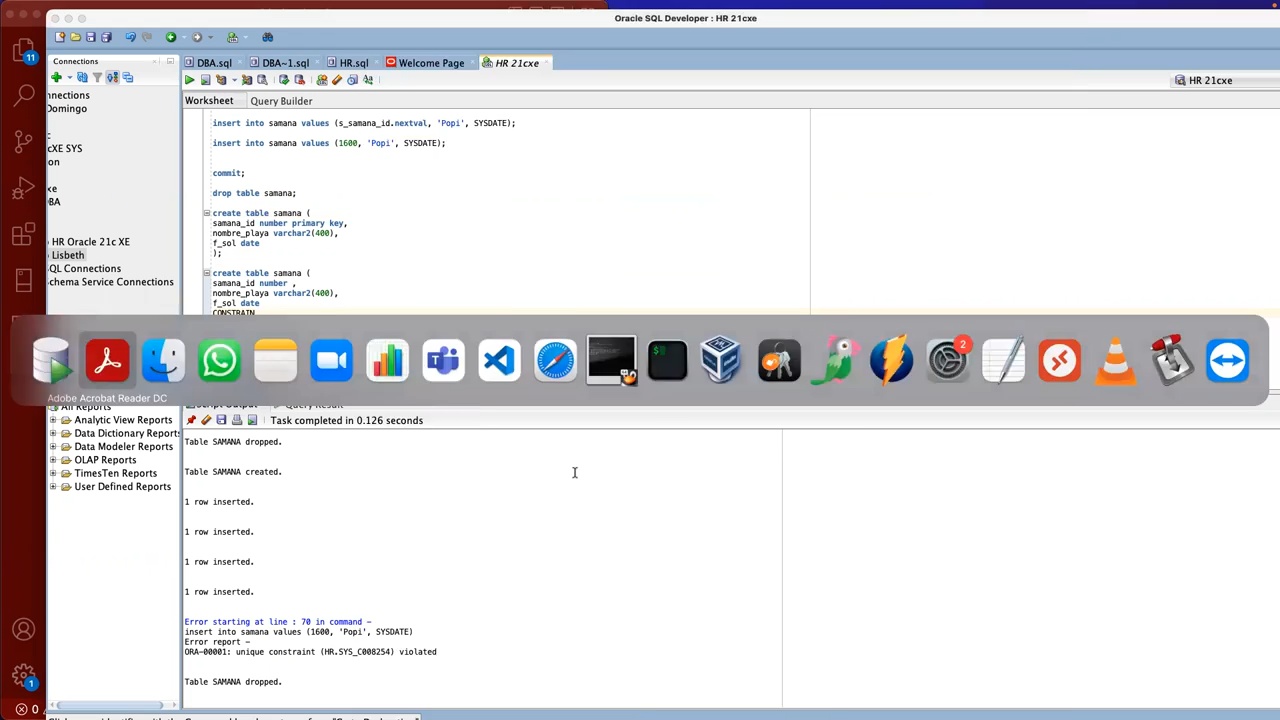 Oracle SQL Developer : HR 21cxe
11
Connections
DBA.sql
DBA~1.sql
HR.sql
Welcome Page
HR 21cxe
HR 21cxe
Worksheet
Query Builder
nnections
Domingo
cXE SYS
on
xe
DBA
HR Oracle 21c XE
Lisbeth
SQL Connections
chema Service Connections
insert into samana values (s_samana_id.nextval, 'Popi', SYSDATE);
insert into samana values (1600, 'Popi', SYSDATE);
commit;
drop table samana;
create table samana (
samana_id number primary key,
nombre_playa varchar2(400),
f_sol date
);
create table samana (
samana_id number ,
nombre_playa varchar2(400),
f_sol date
CONSTRAIN
2
Adobe Acrobat Reader DC
All Reports
Analytic View Reports
Data Dictionary Reports
Data Modeler Reports
OLAP Reports
TimesTen Reports
User Defined Reports
Task completed in 0.126 seconds
Table SAMANA dropped.
Table SAMANA created.
1 row inserted.
1 row inserted.
1 row inserted.
1 row inserted.
Error starting at line : 70 in command -
insert into samana values (1600, 'Popi', SYSDATE)
Error report -
ORA-00001: unique constraint (HR.SYS_C008254) violated
Table SAMANA dropped.
1
0